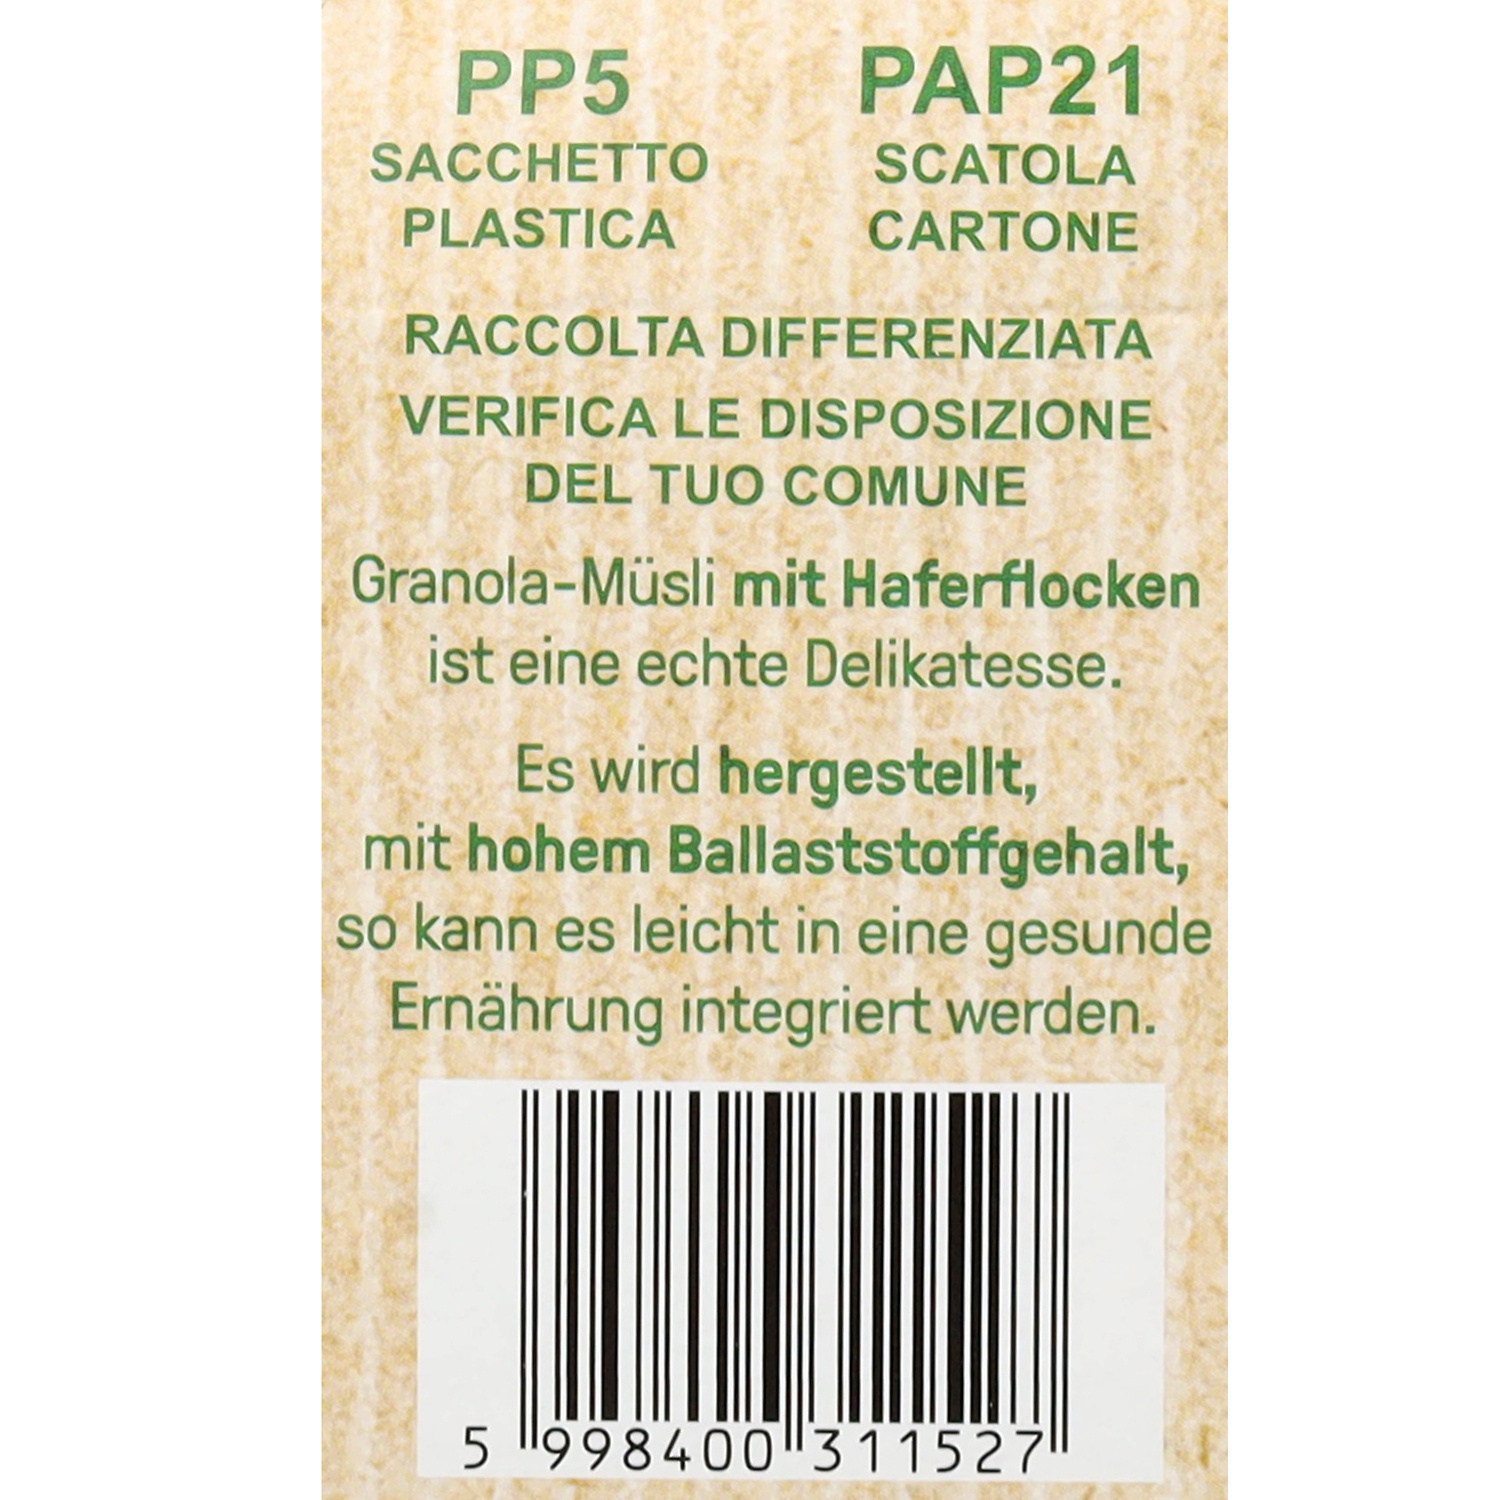 PP5 PAP21
SACCHETTO SCATOLA
PLASTICA CARTONE
RACCOLTA DIFFERENZIATA
VERIFICA LE DISPOSIZIONE
DEL TUO COMUNE
Granola-Müsli mit Haferflocken
ist eine echte Delikatesse.
Es wird hergestellt,
mit hohem Ballaststoffgehalt,
so kann es leicht in eine gesunde
Ernährung integriert werden.
5 998400 311527